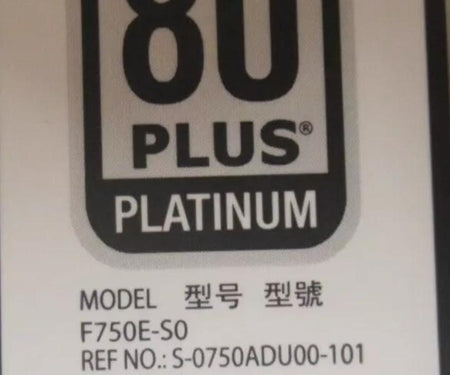 80
PLUS®
PLATINUM
MODEL 型号 型號
F750E-S0
REF NO.: S-0750ADU00-101